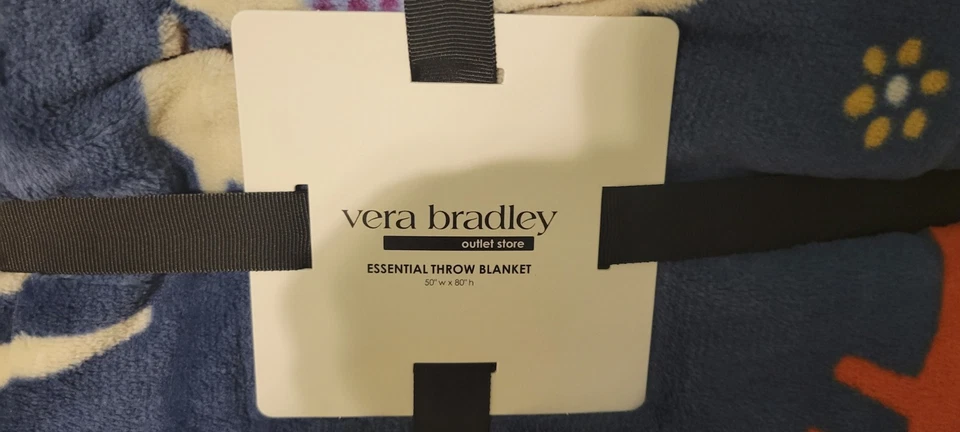 vera bradley
outlet store
ESSENTIAL THROW BLANKET
50" w x 80" h